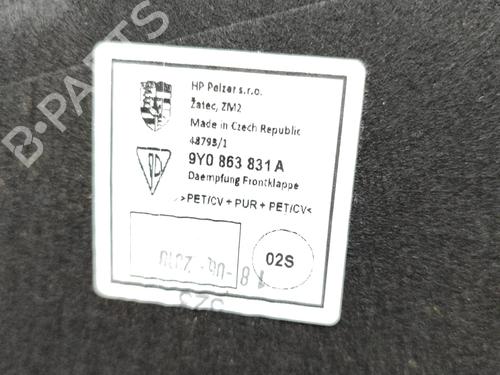 HP Pelzer s.r.o.
Žatec, ZM2
Made in Czech Republic
48793/1
9Y0 863 831 A
Daempfung Frontklappe
>PET/CV + PUR + PET/CV<
02S